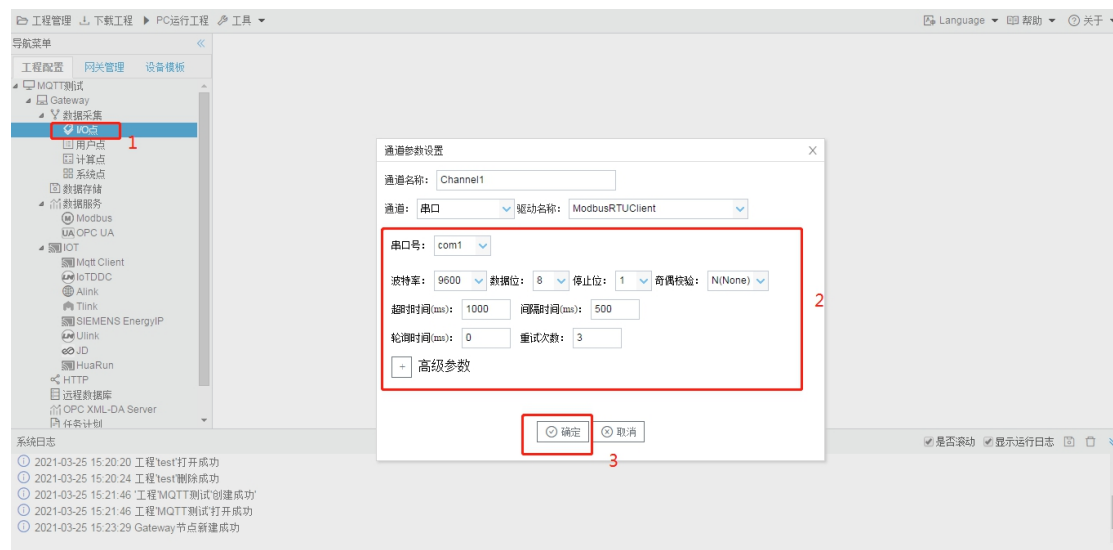 工程管理 下载工程 PC运行工程 工具 Language 帮助 关于
导航菜单
工程配置 网关管理 设备模板
MQTT测试
Gateway
数据采集
I/O点
1
用户点
计算点
系统点
数据存储
数据服务
Modbus
UA OPC UA
IOT
Mqtt Client
IoTDDC
Alink
Tlink
SIEMENS EnergyIP
Ulink
JD
HuaRun
HTTP
远程数据库
OPC XML-DA Server
任务计划
通道参数设置
通道名称: Channel1
通道: 串口 驱动名称: ModbusRTUClient
串口号: com1
波特率: 9600 数据位: 8 停止位: 1 奇偶校验: N(None)
超时时间(ms): 1000 间隔时间(ms): 500
2
轮询时间(ms): 0 重试次数: 3
+ 高级参数
确定 取消
3
系统日志 是否滚动 显示运行日志
2021-03-25 15:20:20 工程'test'打开成功
2021-03-25 15:20:24 工程'test'删除成功
2021-03-25 15:21:46 '工程'MQTT测试'创建成功'
2021-03-25 15:21:46 工程'MQTT测试'打开成功
2021-03-25 15:23:29 Gateway节点新建成功